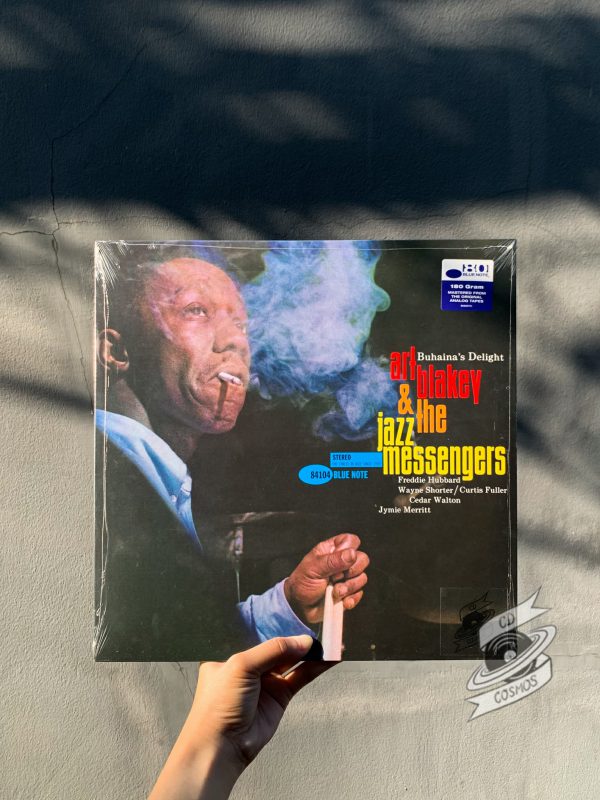 :80:
BLUE NOTE.
180 Gram
MASTERED FROM
THE ORIGINAL
ANALOG TAPES
Buhaina's Delight
art
blakey
& the
jazz
messengers
STEREO
84104 BLUE NOTE
Freddie Hubbard
Wayne Shorter/Curtis Fuller
Cedar Walton
Jymie Merritt
CD
COSMOS